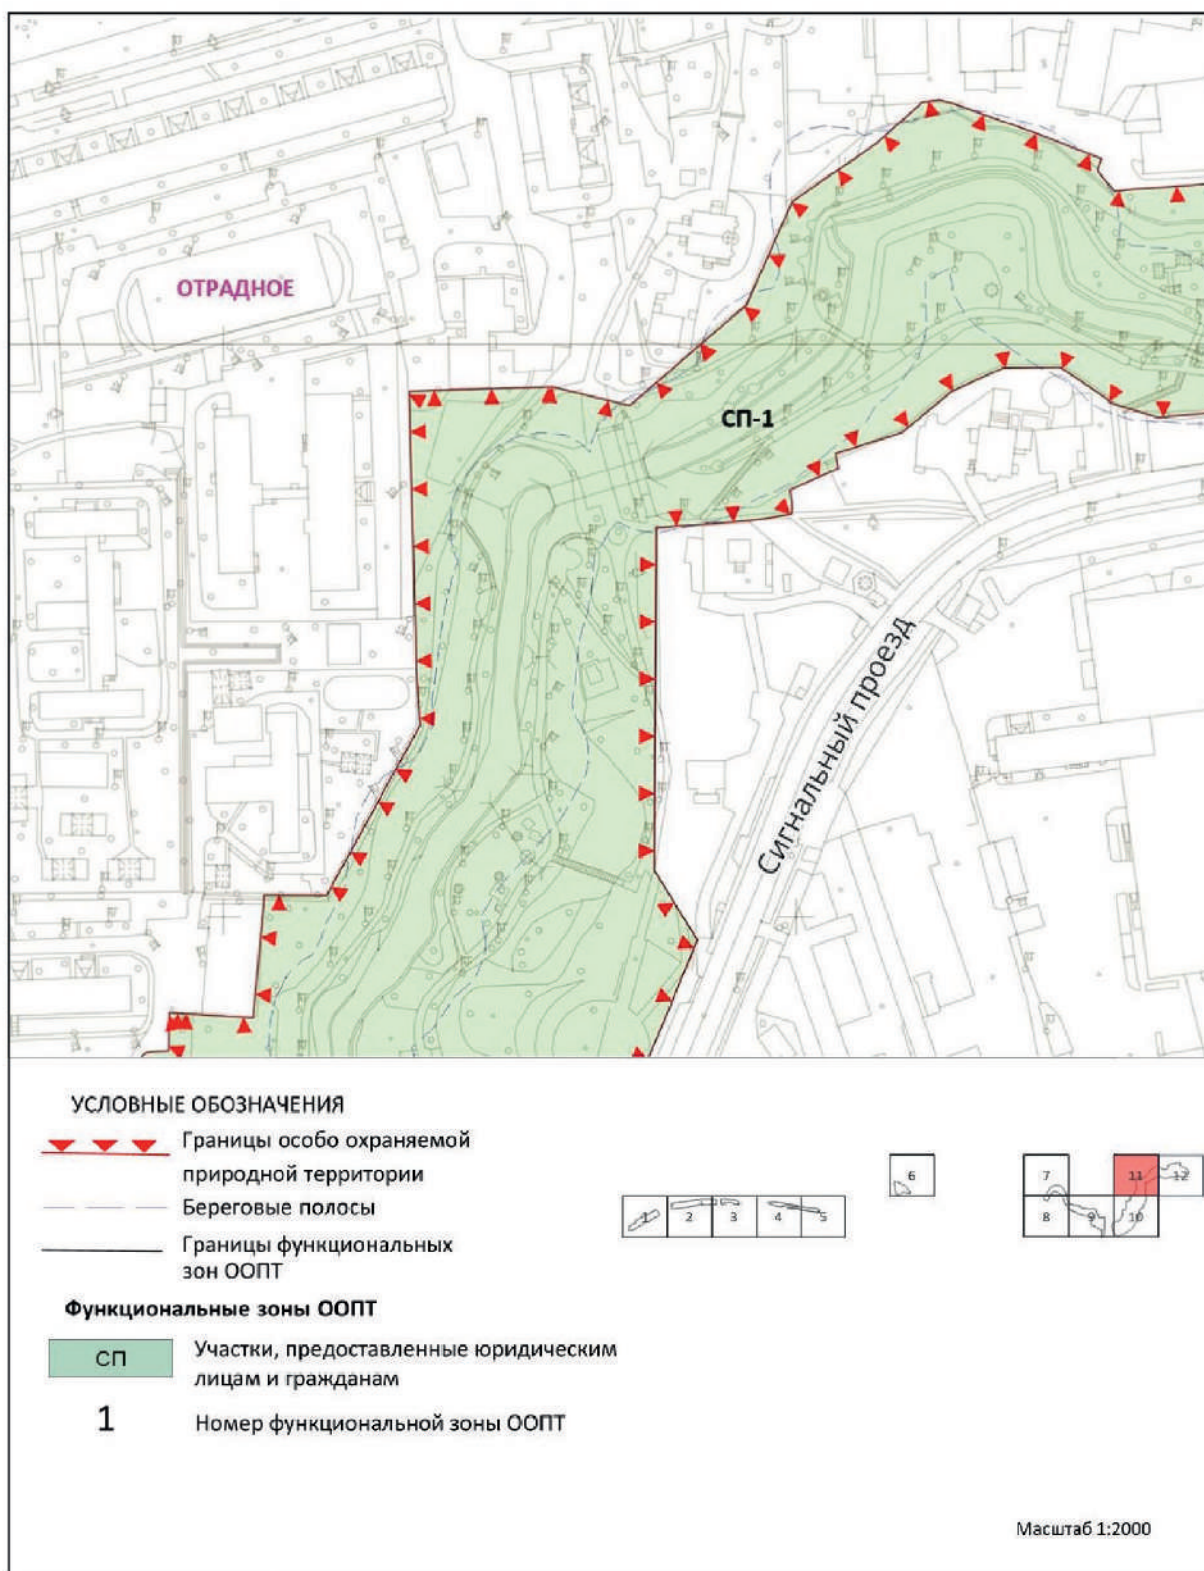 ОТРАДНОЕ
СП-1
Сигнальный проезд
УСЛОВНЫЕ ОБОЗНАЧЕНИЯ
Границы особо охраняемой
природной территории
Береговые полосы
Границы функциональных
зон ООПТ
Функциональные зоны ООПТ
СП
Участки, предоставленные юридическим
лицам и гражданам
1
Номер функциональной зоны ООПТ
6
7
11
12
1
2
3
4
5
8
9
10
Масштаб 1:2000